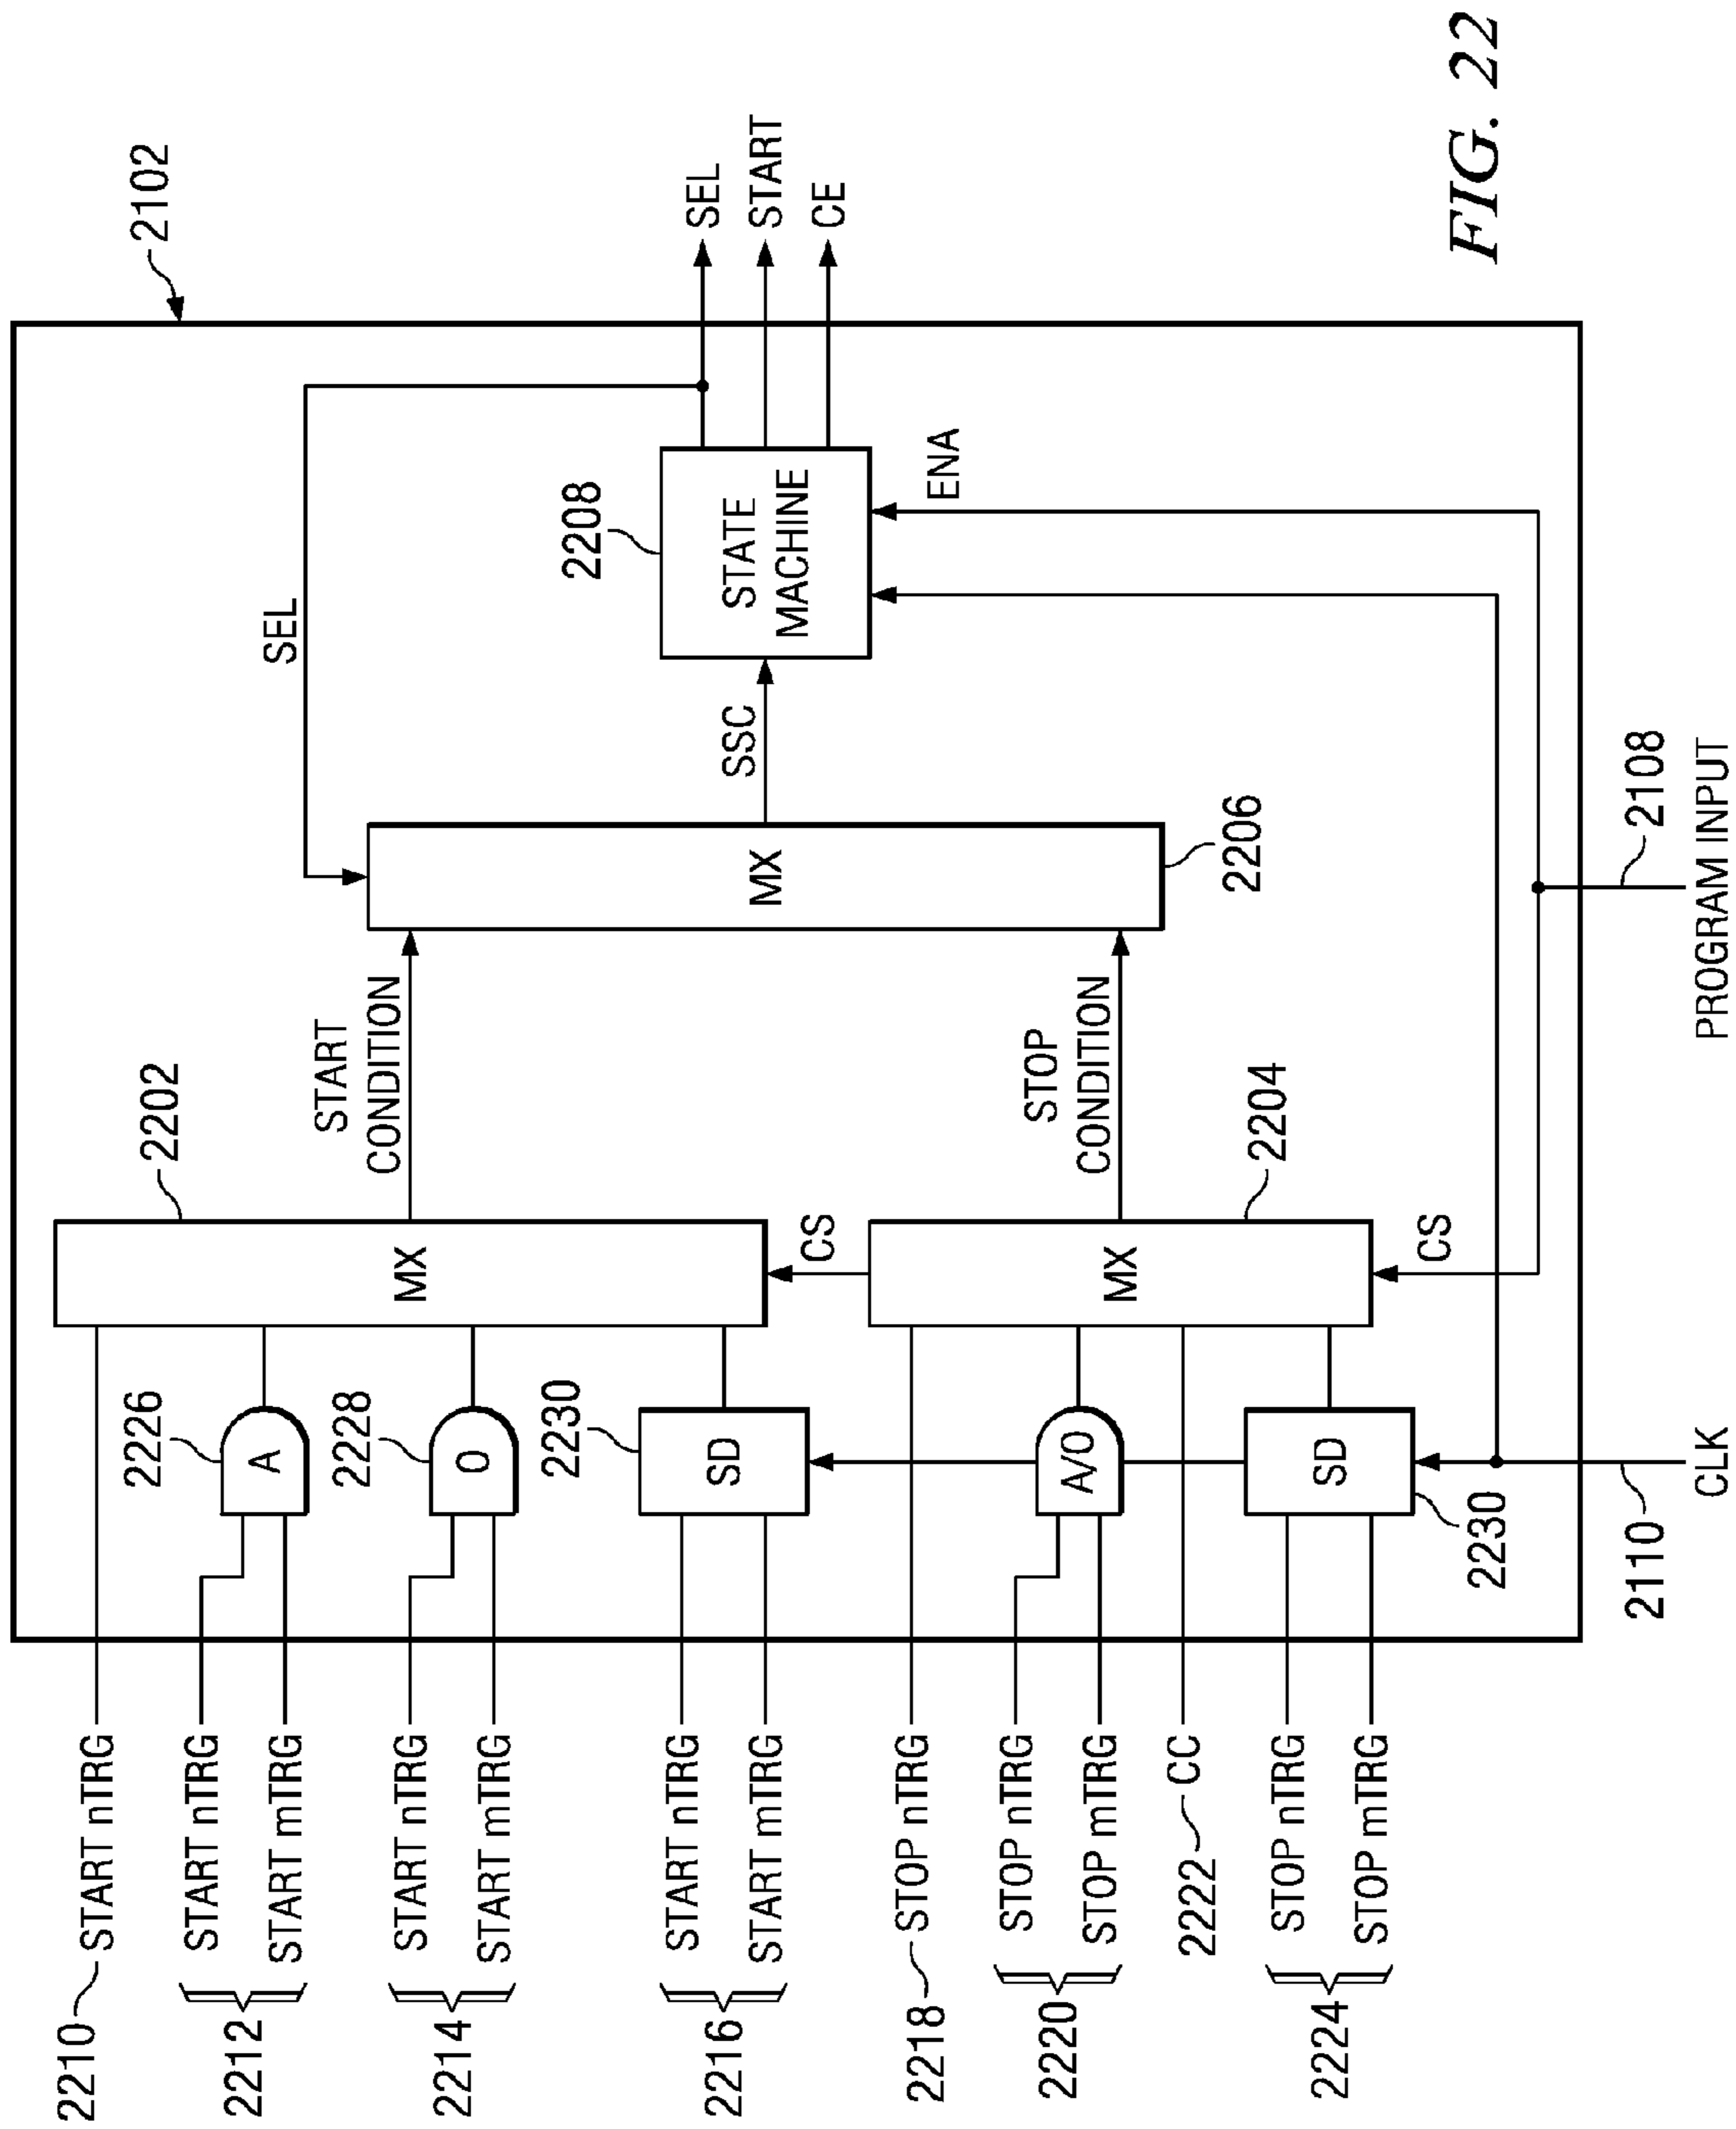 2102
2210 START nTRG
2212
START nTRG
START mTRG
2226
A
2214
START nTRG
START mTRG
2228
O
2216
START nTRG
START mTRG
2230
SD
2202
MX
CS
START
CONDITION
2218 STOP nTRG
2220
STOP nTRG
STOP mTRG
A/O
2222 CC
2224
STOP nTRG
STOP mTRG
SD
2230
2204
MX
CS
STOP
CONDITION
SEL
MX
2206
SSC
2208
STATE
MACHINE
ENA
SEL
START
CE
2110
CLK
2108
PROGRAM INPUT
FIG. 22